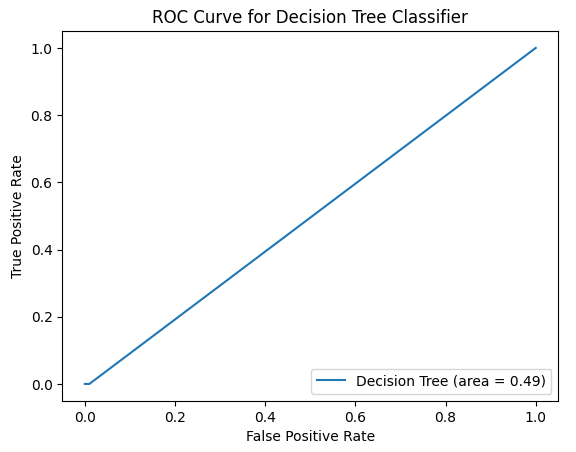 ROC Curve for Decision Tree Classifier
True Positive Rate
1.0
0.8
0.6
0.4
0.2
0.0
Decision Tree (area = 0.49)
0.0 0.2 0.4 0.6 0.8 1.0
False Positive Rate